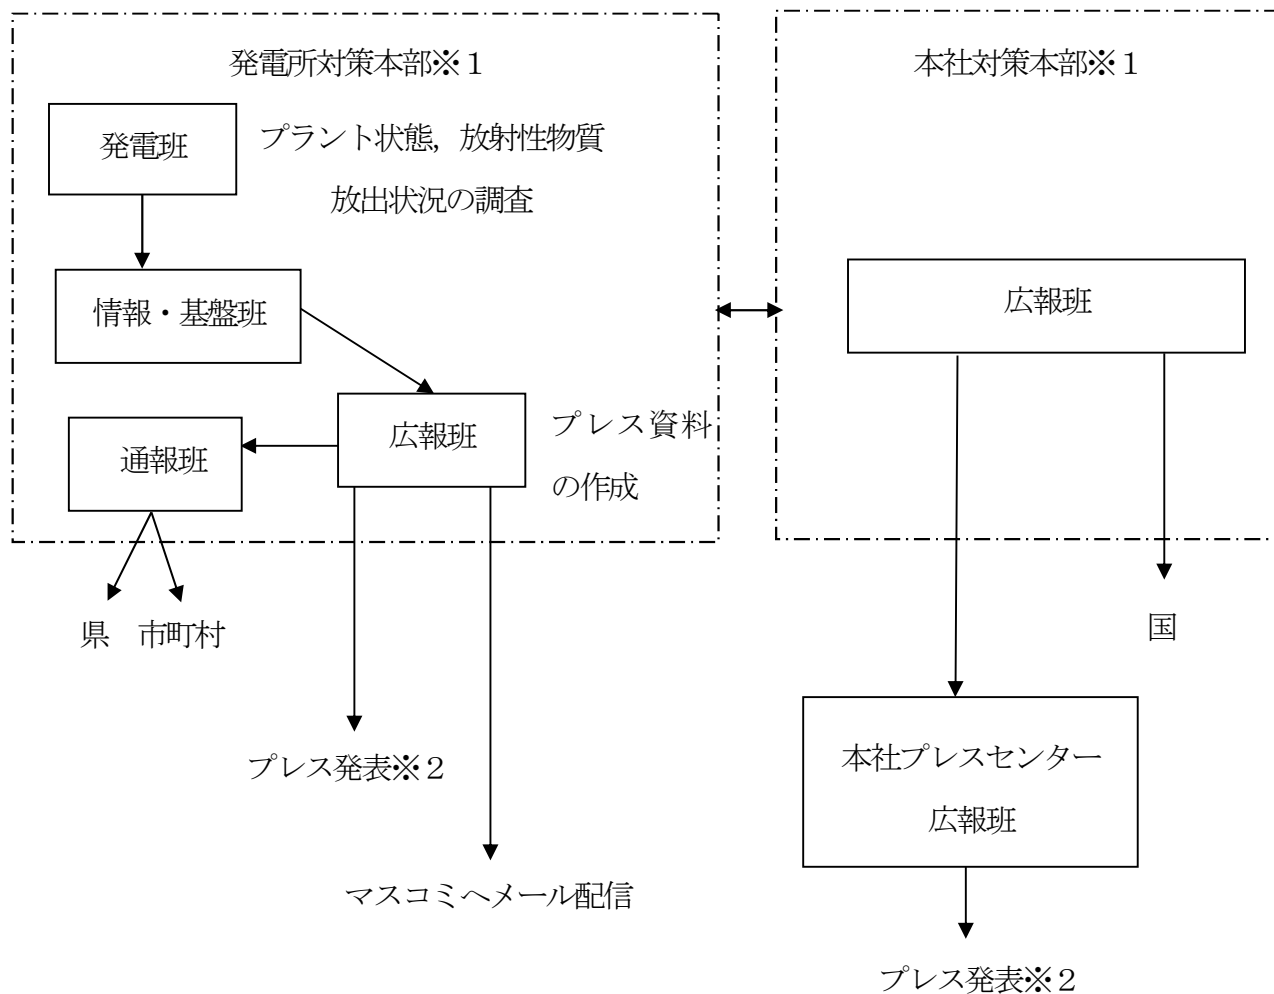 発電所対策本部※１
発電班
プラント状態，放射性物質
放出状況の調査
情報・基盤班
広報班
プレス資料
の作成
通報班
県　市町村
プレス発表※２
マスコミへメール配信
本社対策本部※１
広報班
国
本社プレスセンター
広報班
プレス発表※２